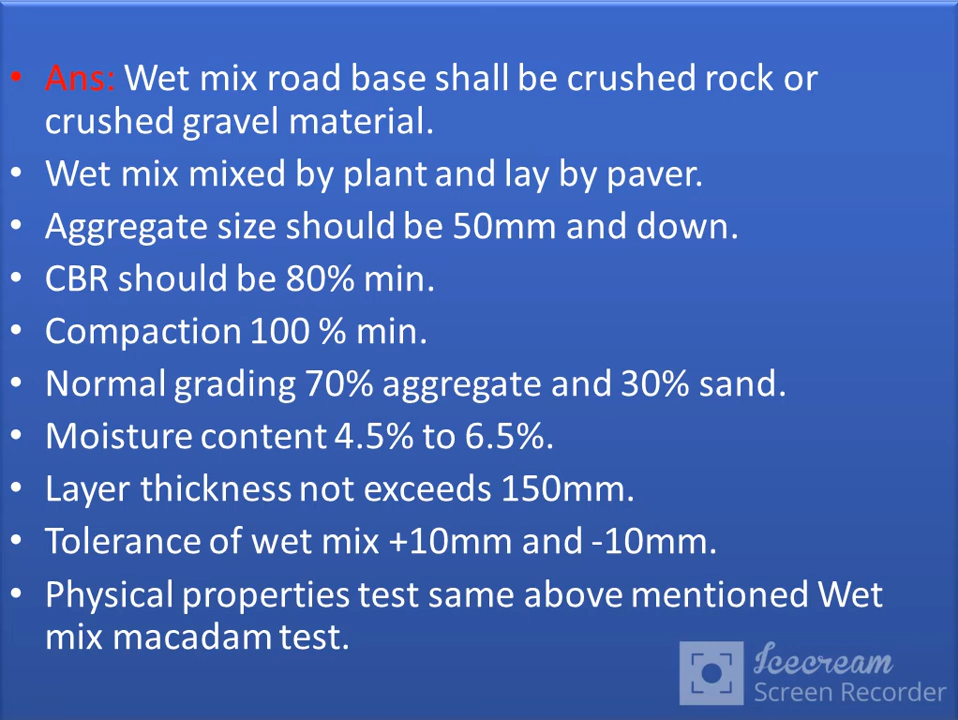 • Ans: Wet mix road base shall be crushed rock or
crushed gravel material.
• Wet mix mixed by plant and lay by paver.
• Aggregate size should be 50mm and down.
• CBR should be 80% min.
• Compaction 100 % min.
• Normal grading 70% aggregate and 30% sand.
• Moisture content 4.5% to 6.5%.
• Layer thickness not exceeds 150mm.
• Tolerance of wet mix +10mm and -10mm.
• Physical properties test same above mentioned Wet
mix macadam test.
Icecream
Screen Recorder